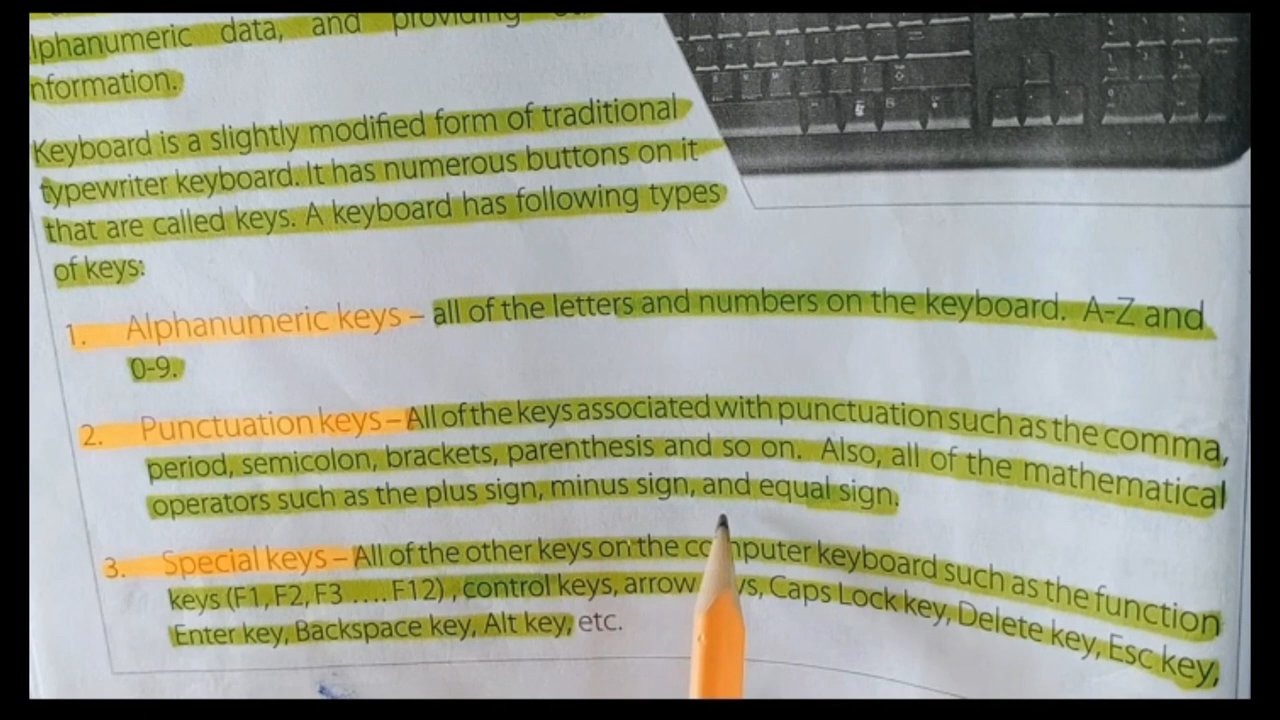 lphanumeric data, and providing
nformation.
Keyboard is a slightly modified form of traditional
typewriter keyboard. It has numerous buttons on it
that are called keys. A keyboard has following types
of keys:
1. Alphanumeric keys – all of the letters and numbers on the keyboard. A-Z and
0-9.
2. Punctuation keys – All of the keys associated with punctuation such as the comma,
period, semicolon, brackets, parenthesis and so on. Also, all of the mathematical
operators such as the plus sign, minus sign, and equal sign.
3. Special keys – All of the other keys on the computer keyboard such as the function
keys (F1, F2, F3 ..... F12) , control keys, arrow ys, Caps Lock key, Delete key, Esc key,
Enter key, Backspace key, Alt key, etc.